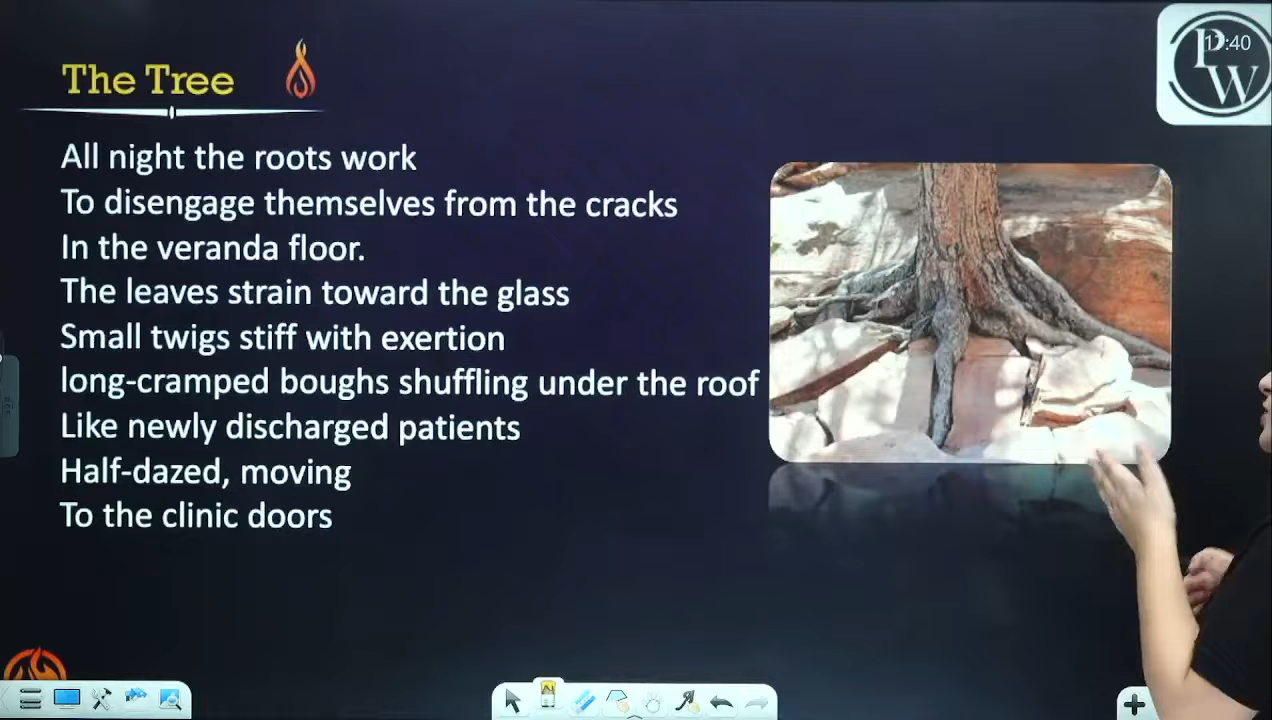 The Tree
All night the roots work
To disengage themselves from the cracks
In the veranda floor.
The leaves strain toward the glass
Small twigs stiff with exertion
long-cramped boughs shuffling under the roof
Like newly discharged patients
Half-dazed, moving
To the clinic doors
PW
:40